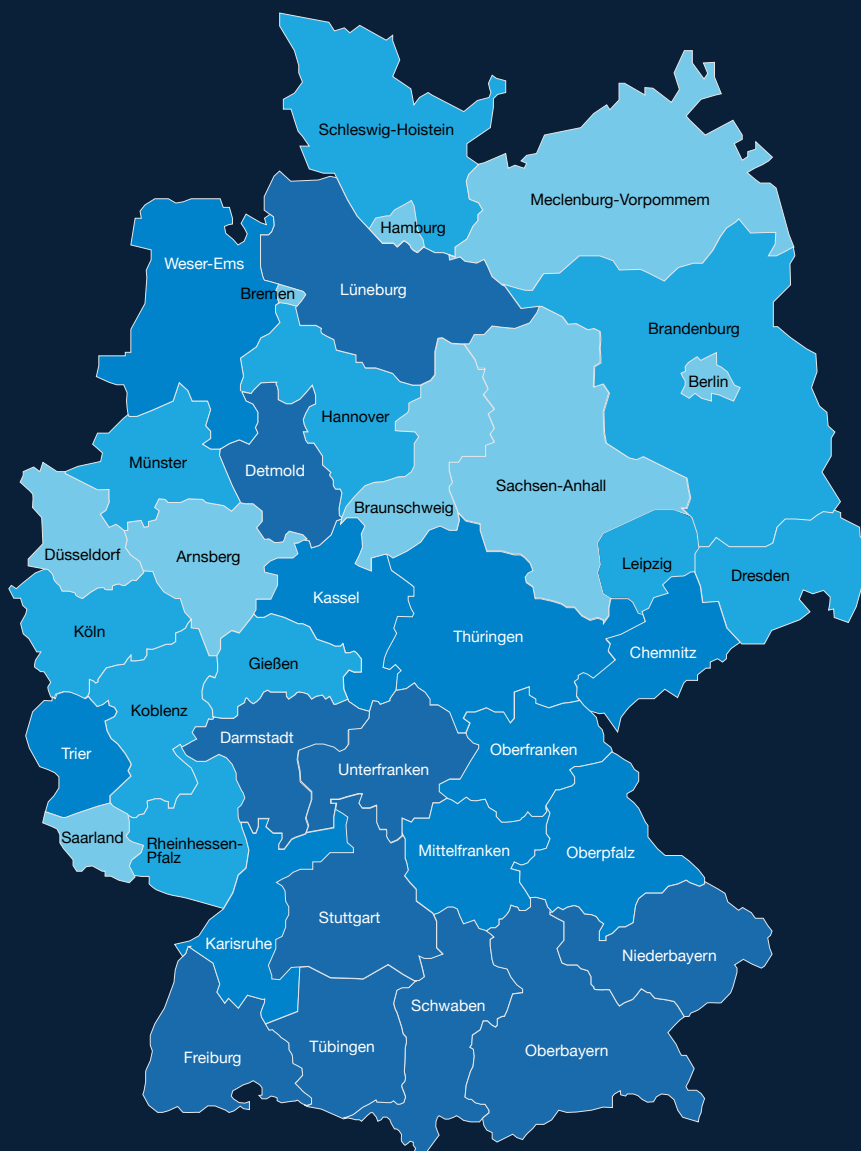 Schleswig-Hoistein
Meclenburg-Vorpommem
Hamburg
Weser-Ems
Bremen
Lüneburg
Brandenburg
Berlin
Hannover
Münster
Detmold
Sachsen-Anhall
Braunschweig
Düsseldorf
Arnsberg
Leipzig
Dresden
Kassel
Köln
Thüringen
Chemnitz
Gießen
Koblenz
Darmstadt
Trier
Oberfranken
Unterfranken
Saarland
Rheinhessen-
Pfalz
Mittelfranken
Oberpfalz
Stuttgart
Karisruhe
Niederbayern
Schwaben
Tübingen
Oberbayern
Freiburg